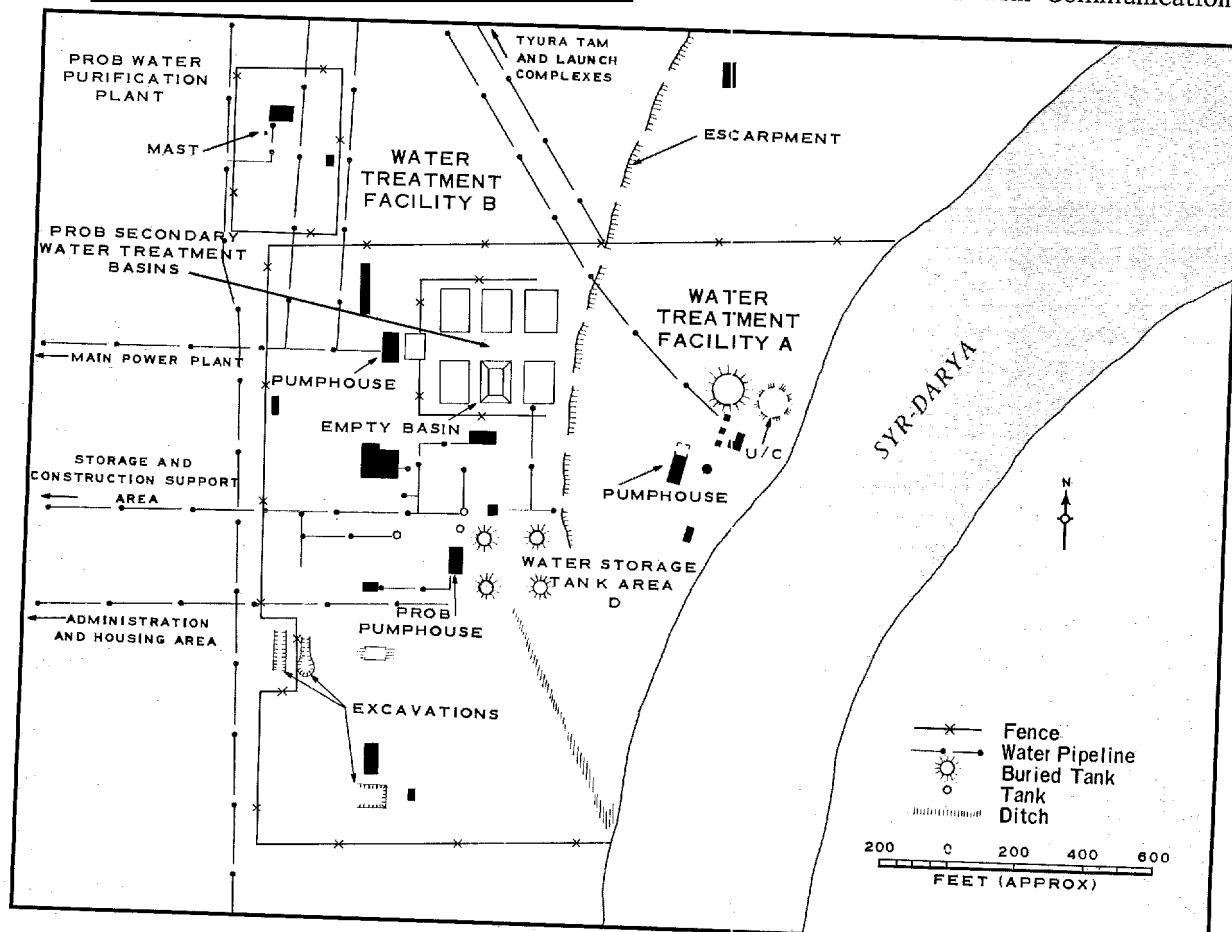 Communication
PROB WATER
PURIFICATION
PLANT
MAST
TYURA TAM
AND LAUNCH
COMPLEXES
ESCARPMENT
WATER
TREATMENT
FACILITY B
PROB SECONDARY
WATER TREATMENT
BASINS
WATER
TREATMENT
FACILITY A
MAIN POWER PLANT
PUMPHOUSE
EMPTY BASIN
U/C
SYR-DARYA
STORAGE AND
CONSTRUCTION SUPPORT
AREA
PUMPHOUSE
N
WATER STORAGE
TANK AREA
D
PROB
PUMPHOUSE
ADMINISTRATION
AND HOUSING AREA
EXCAVATIONS
Fence
Water Pipeline
Buried Tank
Tank
Ditch
200 0 200 400 600
FEET (APPROX)